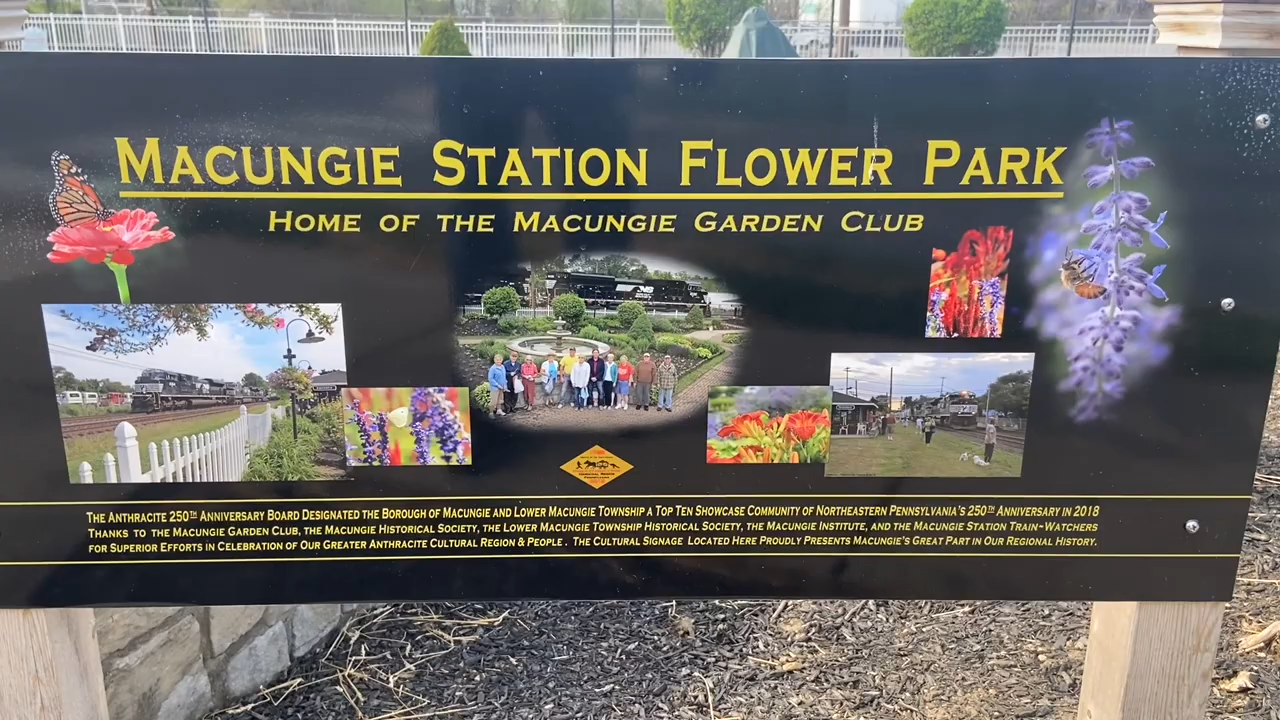 MACUNGIE STATION FLOWER PARK
HOME OF THE MACUNGIE GARDEN CLUB
THE ANTHRACITE 250TH ANNIVERSARY BOARD DESIGNATED THE BOROUGH OF MACUNGIE AND LOWER MACUNGIE TOWNSHIP A TOP TEN SHOWCASE COMMUNITY OF NORTHEASTERN PENNSYLVANIA'S 250TH ANNIVERSARY IN 2018
THANKS TO THE MACUNGIE GARDEN CLUB, THE MACUNGIE HISTORICAL SOCIETY, THE LOWER MACUNGIE TOWNSHIP HISTORICAL SOCIETY, THE MACUNGIE INSTITUTE, AND THE MACUNGIE STATION TRAIN-WATCHERS
FOR SUPERIOR EFFORTS IN CELEBRATION OF OUR GREATER ANTHRACITE CULTURAL REGION & PEOPLE . THE CULTURAL SIGNAGE LOCATED HERE PROUDLY PRESENTS MACUNGIE'S GREAT PART IN OUR REGIONAL HISTORY.